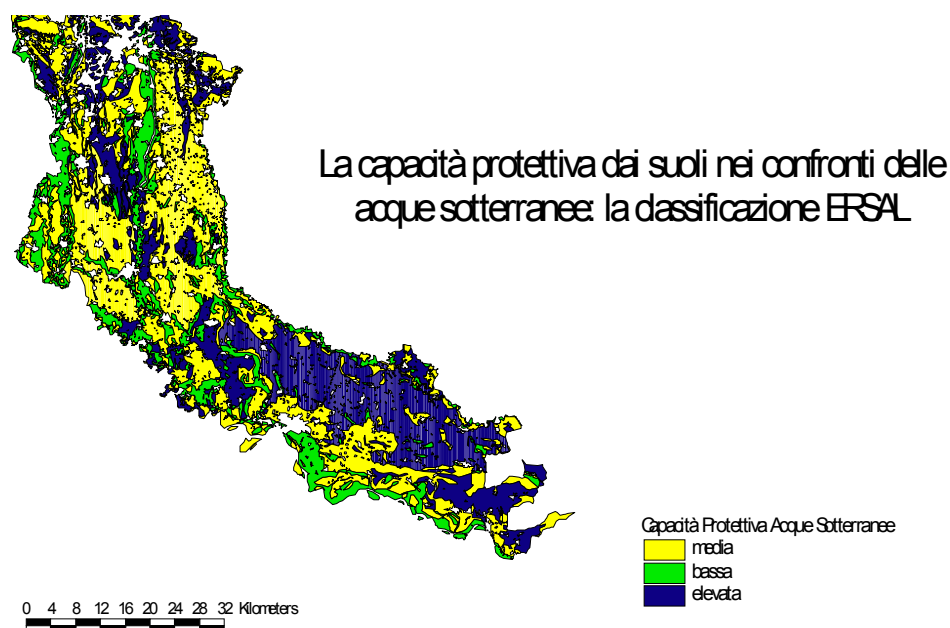 La capacità protettiva dai suoli nei confronti delle
acque sotterranee: la classificazione ERSAL
Capacità Protettiva Acque Sotterranee
media
bassa
elevata
0 4 8 12 16 20 24 28 32 Kilometers